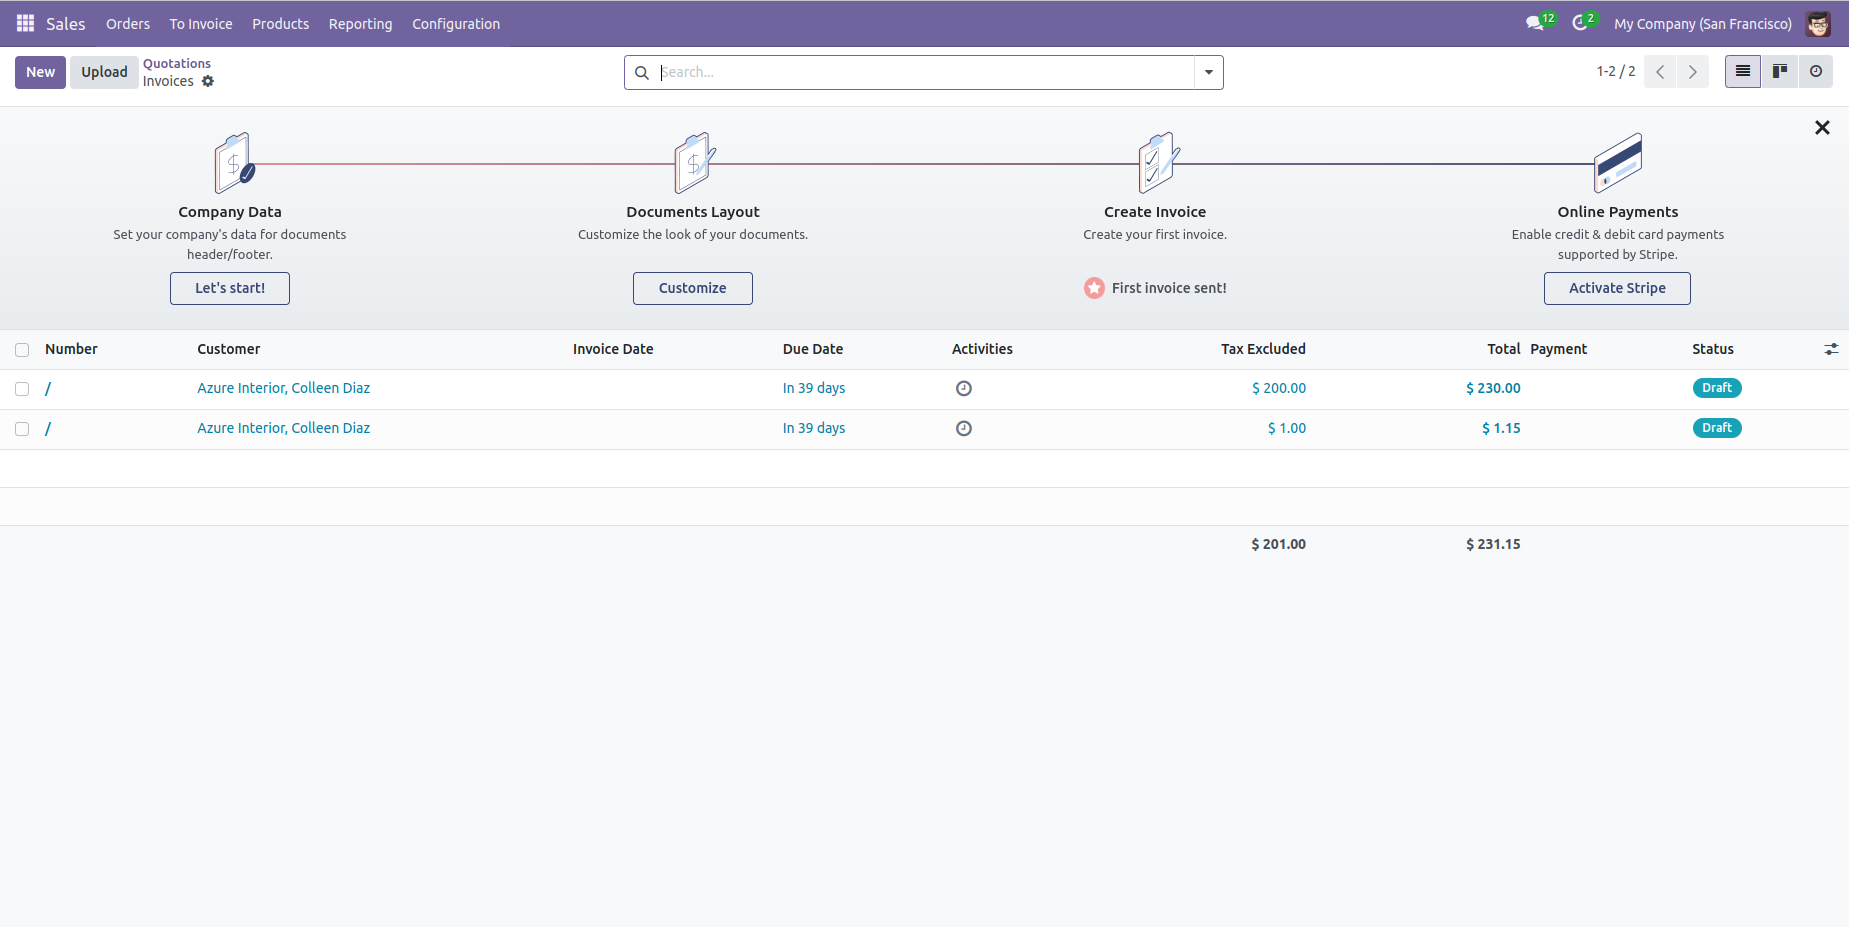 Sales Orders To Invoice Products Reporting Configuration 12 2 My Company (San Francisco)
New Upload Quotations
Invoices
Search...
1-2 / 2
Company Data
Set your company's data for documents
header/footer.
Let's start!
Documents Layout
Customize the look of your documents.
Customize
Create Invoice
Create your first invoice.
First invoice sent!
Online Payments
Enable credit & debit card payments
supported by Stripe.
Activate Stripe
Number Customer Invoice Date Due Date Activities Tax Excluded Total Payment Status
/ Azure Interior, Colleen Diaz In 39 days $ 200.00 $ 230.00 Draft
/ Azure Interior, Colleen Diaz In 39 days $ 1.00 $ 1.15 Draft
$ 201.00 $ 231.15